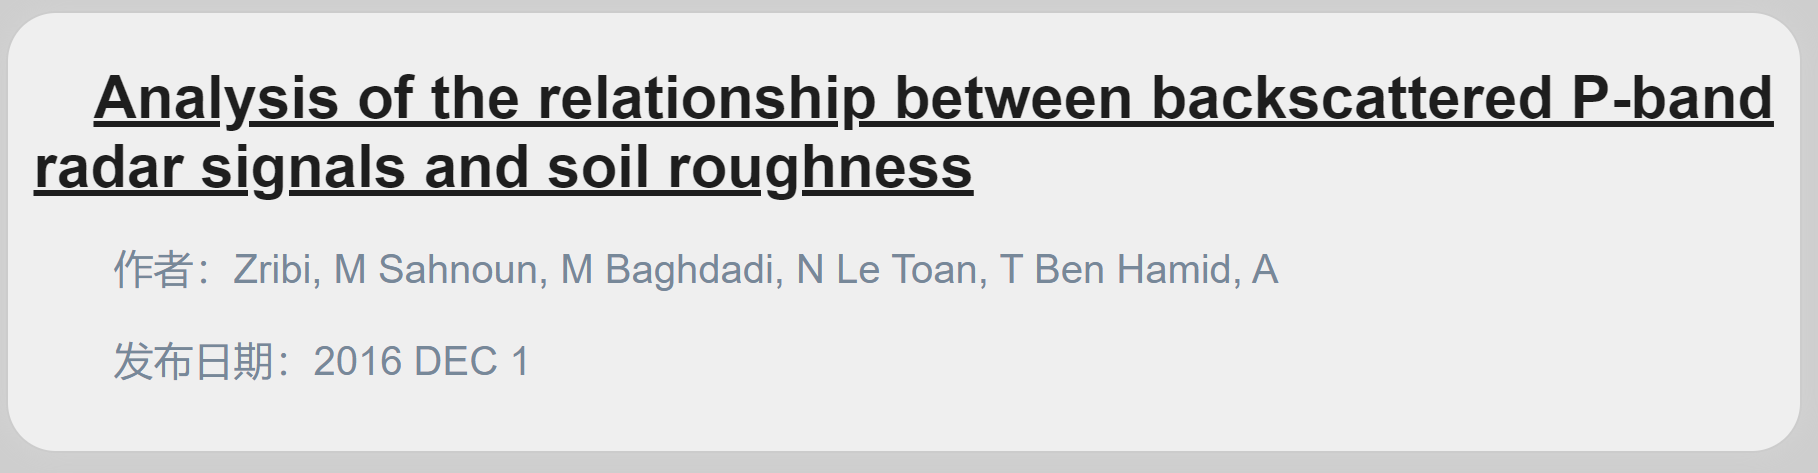 Analysis of the relationship between backscattered P-band
radar signals and soil roughness
作者：Zribi, M Sahnoun, M Baghdadi, N Le Toan, T Ben Hamid, A
发布日期：2016 DEC 1